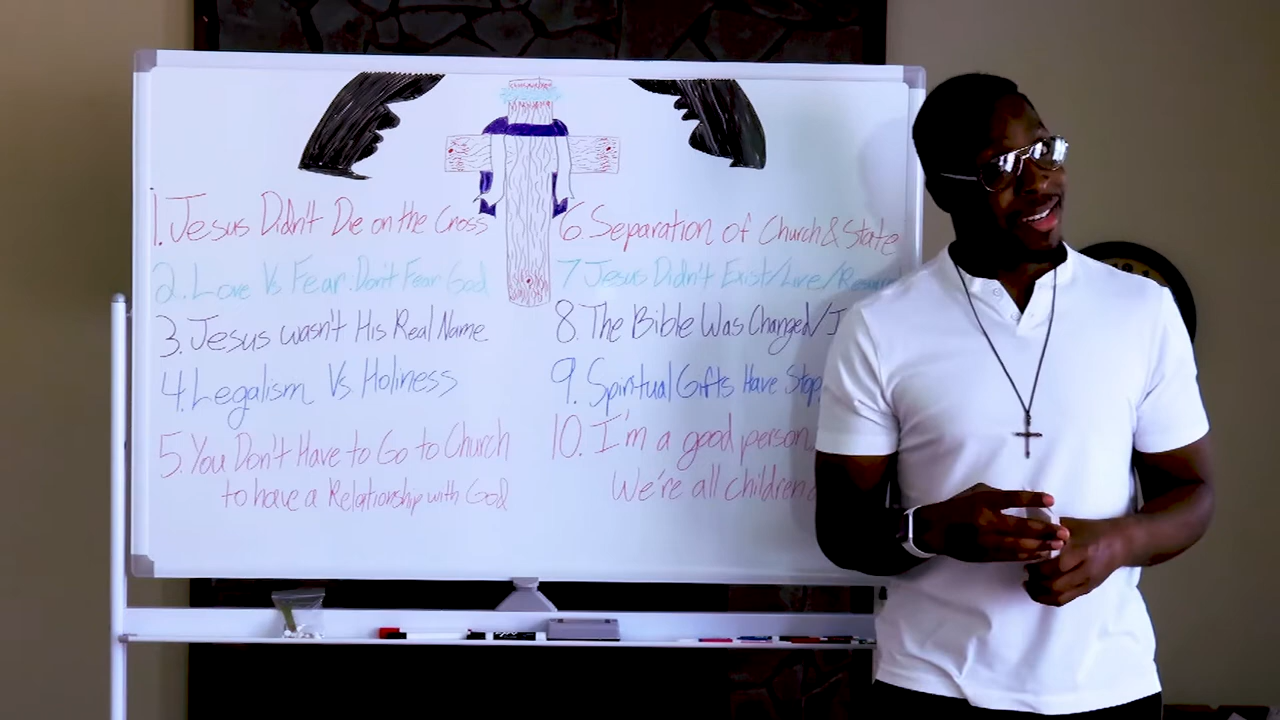 1. Jesus Didn't Die on the Cross
2. Love Vs Fear. Don't Fear God
3. Jesus wasn't His Real Name
4. Legalism Vs. Holiness
5. You Don't Have to Go to Church
to have a Relationship with God
6. Separation of Church & State
7 Jesus Didn't Exist/Live/
8. The Bible Was Changed/
9. Spiritual Gifts Have
10. I'm a good person.
We're all children